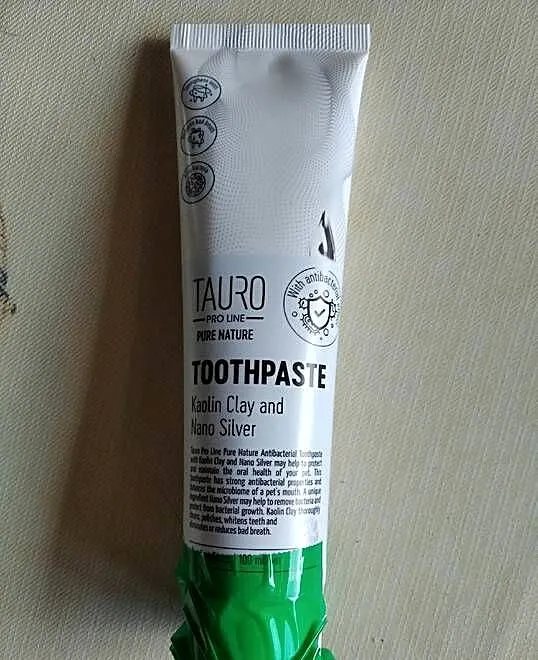 TAURO
PRO LINE
PURE NATURE
With antibacterial
TOOTHPASTE
Kaolin Clay and
Nano Silver
Tauro Pro Line Pure Nature Antibacterial Toothpaste
with Kaolin Clay and Nano Silver may help to protect
and maintain the oral health of your pet. This
toothpaste has strong antibacterial properties and
balances the microbiome of a pet's mouth. A unique
ingredient Nano Silver may help to remove bacteria and
protect from bacterial growth. Kaolin Clay thoroughly
cleans, polishes, whitens teeth and
eliminates or reduces bad breath.
100 ml